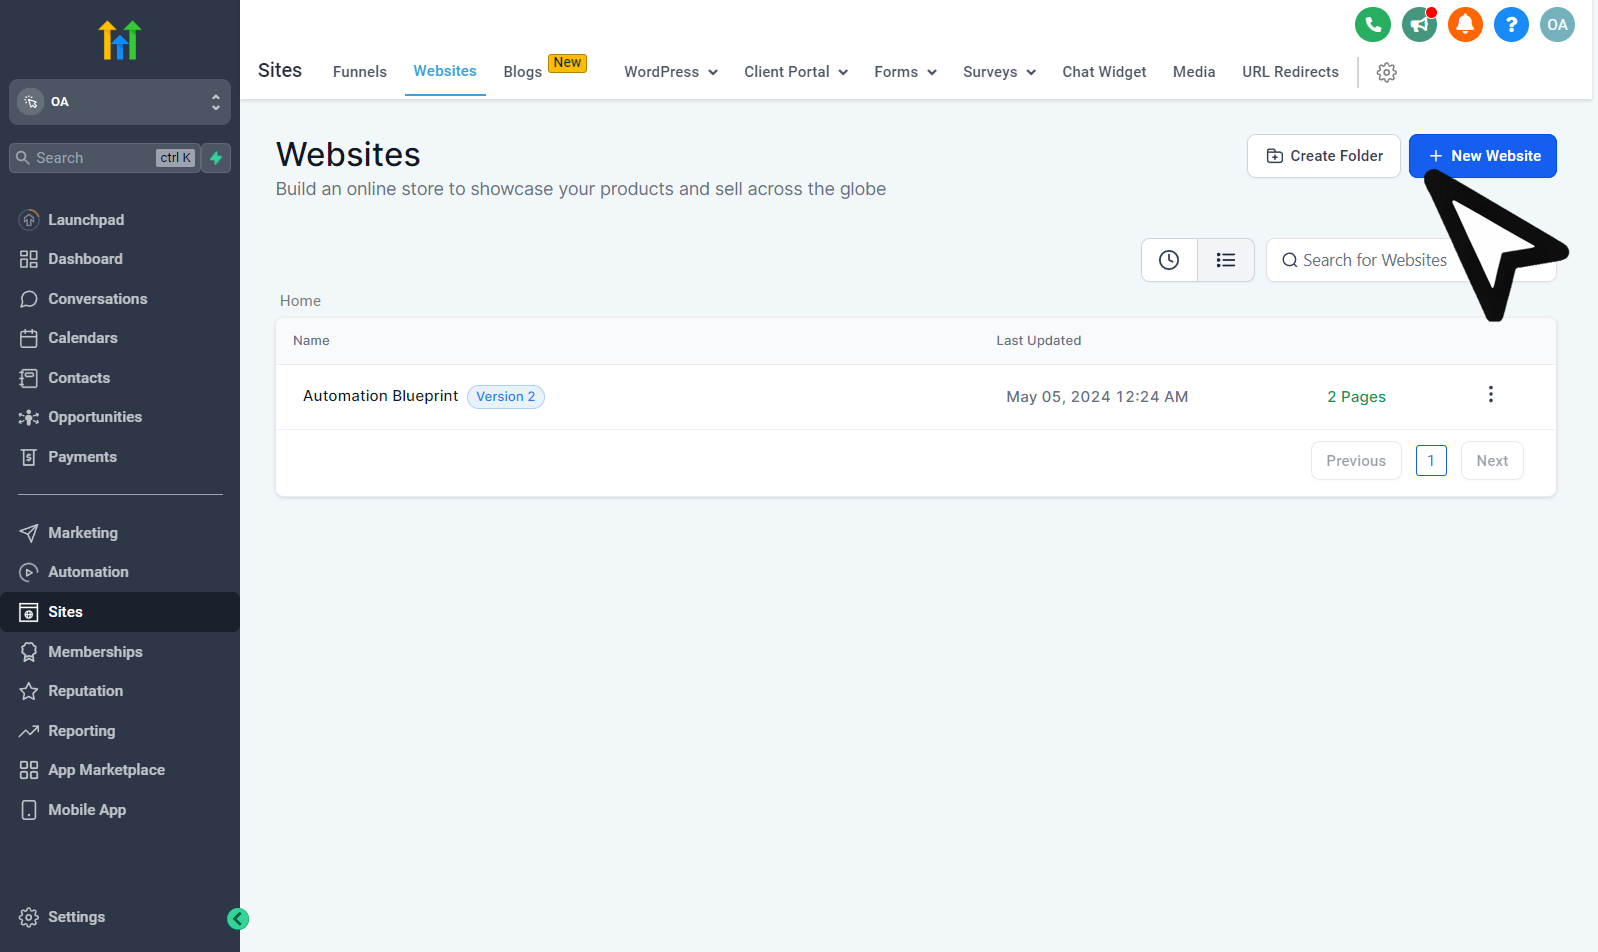 OA
Search ctrl K
Launchpad
Dashboard
Conversations
Calendars
Contacts
Opportunities
Payments
Marketing
Automation
Sites
Memberships
Reputation
Reporting
App Marketplace
Mobile App
Settings
? OA
Sites Funnels Websites Blogs New WordPress Client Portal Forms Surveys Chat Widget Media URL Redirects
Websites
Build an online store to showcase your products and sell across the globe
Create Folder
+ New Website
Search for Websites
Home
Name Last Updated
Automation Blueprint Version 2 May 05, 2024 12:24 AM 2 Pages
Previous 1 Next